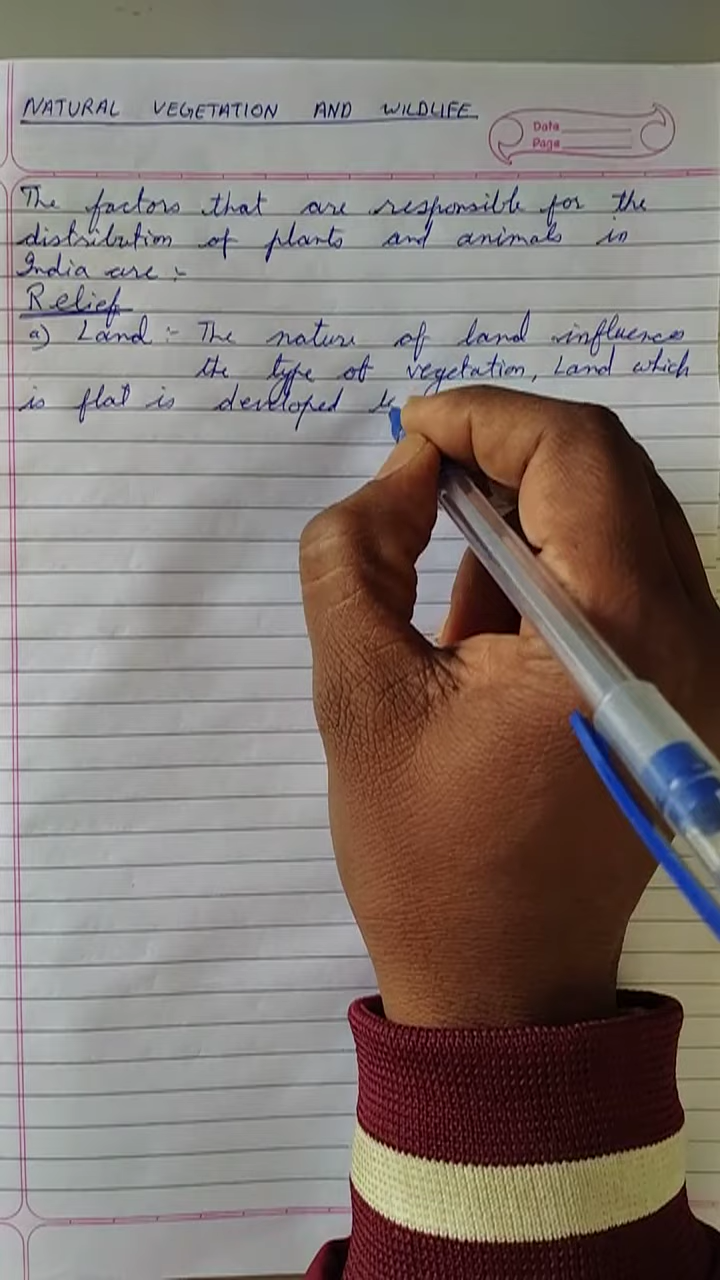 NATURAL VEGETATION AND WILDLIFE
Date
Page
The factors that are responsible for the
distribution of plants and animals in
India are :-
Relief
a) Land :- The nature of land influences
the type of vegetation, Land which
is flat is developed